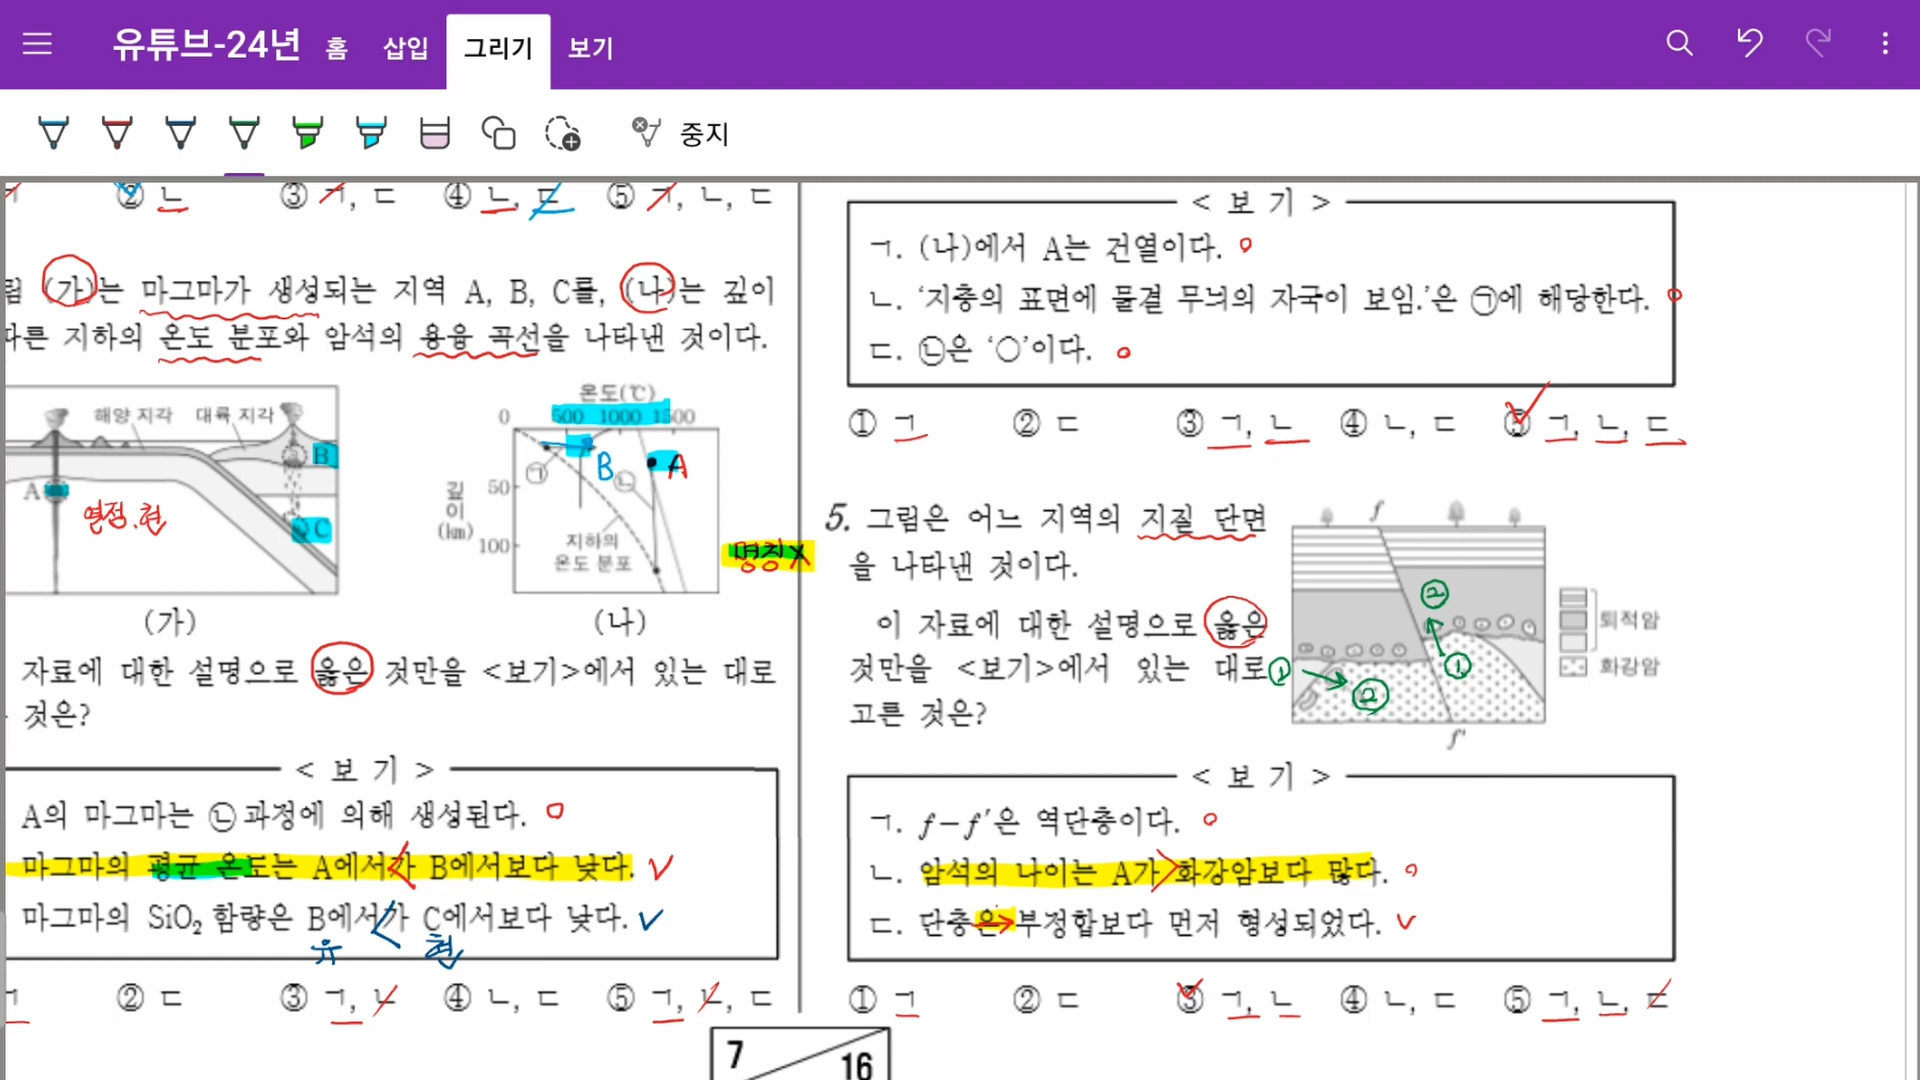 유튜브-24년 홈 삽입 그리기 보기
중지
② ㄴ ③ ㄱ, ㄷ ④ ㄴ, ㄷ ⑤ ㄱ, ㄴ, ㄷ
림 (가)는 마그마가 생성되는 지역 A, B, C를, (나)는 깊이
따른 지하의 온도 분포와 암석의 용융 곡선을 나타낸 것이다.
해양 지각 대륙 지각
A B C
열점.현
(가)
온도(℃)
0 500 1000 1500
깊이(km)
50
100
㉠ B ㉡ A
지하의
온도 분포
(나)
명칭X
자료에 대한 설명으로 옳은 것만을 <보기>에서 있는 대로
것은?
< 보 기 >
A의 마그마는 ㉡과정에 의해 생성된다.
마그마의 평균 온도는 A에서가 B에서보다 낮다.
마그마의 SiO₂ 함량은 B에서가 C에서보다 낮다.
유 < 현
ㄱ ② ㄷ ③ ㄱ, ㄴ ④ ㄴ, ㄷ ⑤ ㄱ, ㄴ, ㄷ
< 보 기 >
ㄱ. (나)에서 A는 건열이다.
ㄴ. ‘지층의 표면에 물결 무늬의 자국이 보임.’은 ㉠에 해당한다.
ㄷ. ㉡은 ‘○’이다.
① ㄱ ② ㄷ ③ ㄱ, ㄴ ④ ㄴ, ㄷ ⑤ ㄱ, ㄴ, ㄷ
5. 그림은 어느 지역의 지질 단면
을 나타낸 것이다.
이 자료에 대한 설명으로 옳은
것만을 <보기>에서 있는 대로
고른 것은?
f
② ①
① ②
f′
퇴적암
화강암
< 보 기 >
ㄱ. f-f′은 역단층이다.
ㄴ. 암석의 나이는 A가 화강암보다 많다.
ㄷ. 단층은 부정합보다 먼저 형성되었다.
① ㄱ ② ㄷ ③ ㄱ, ㄴ ④ ㄴ, ㄷ ⑤ ㄱ, ㄴ, ㄷ
7 16